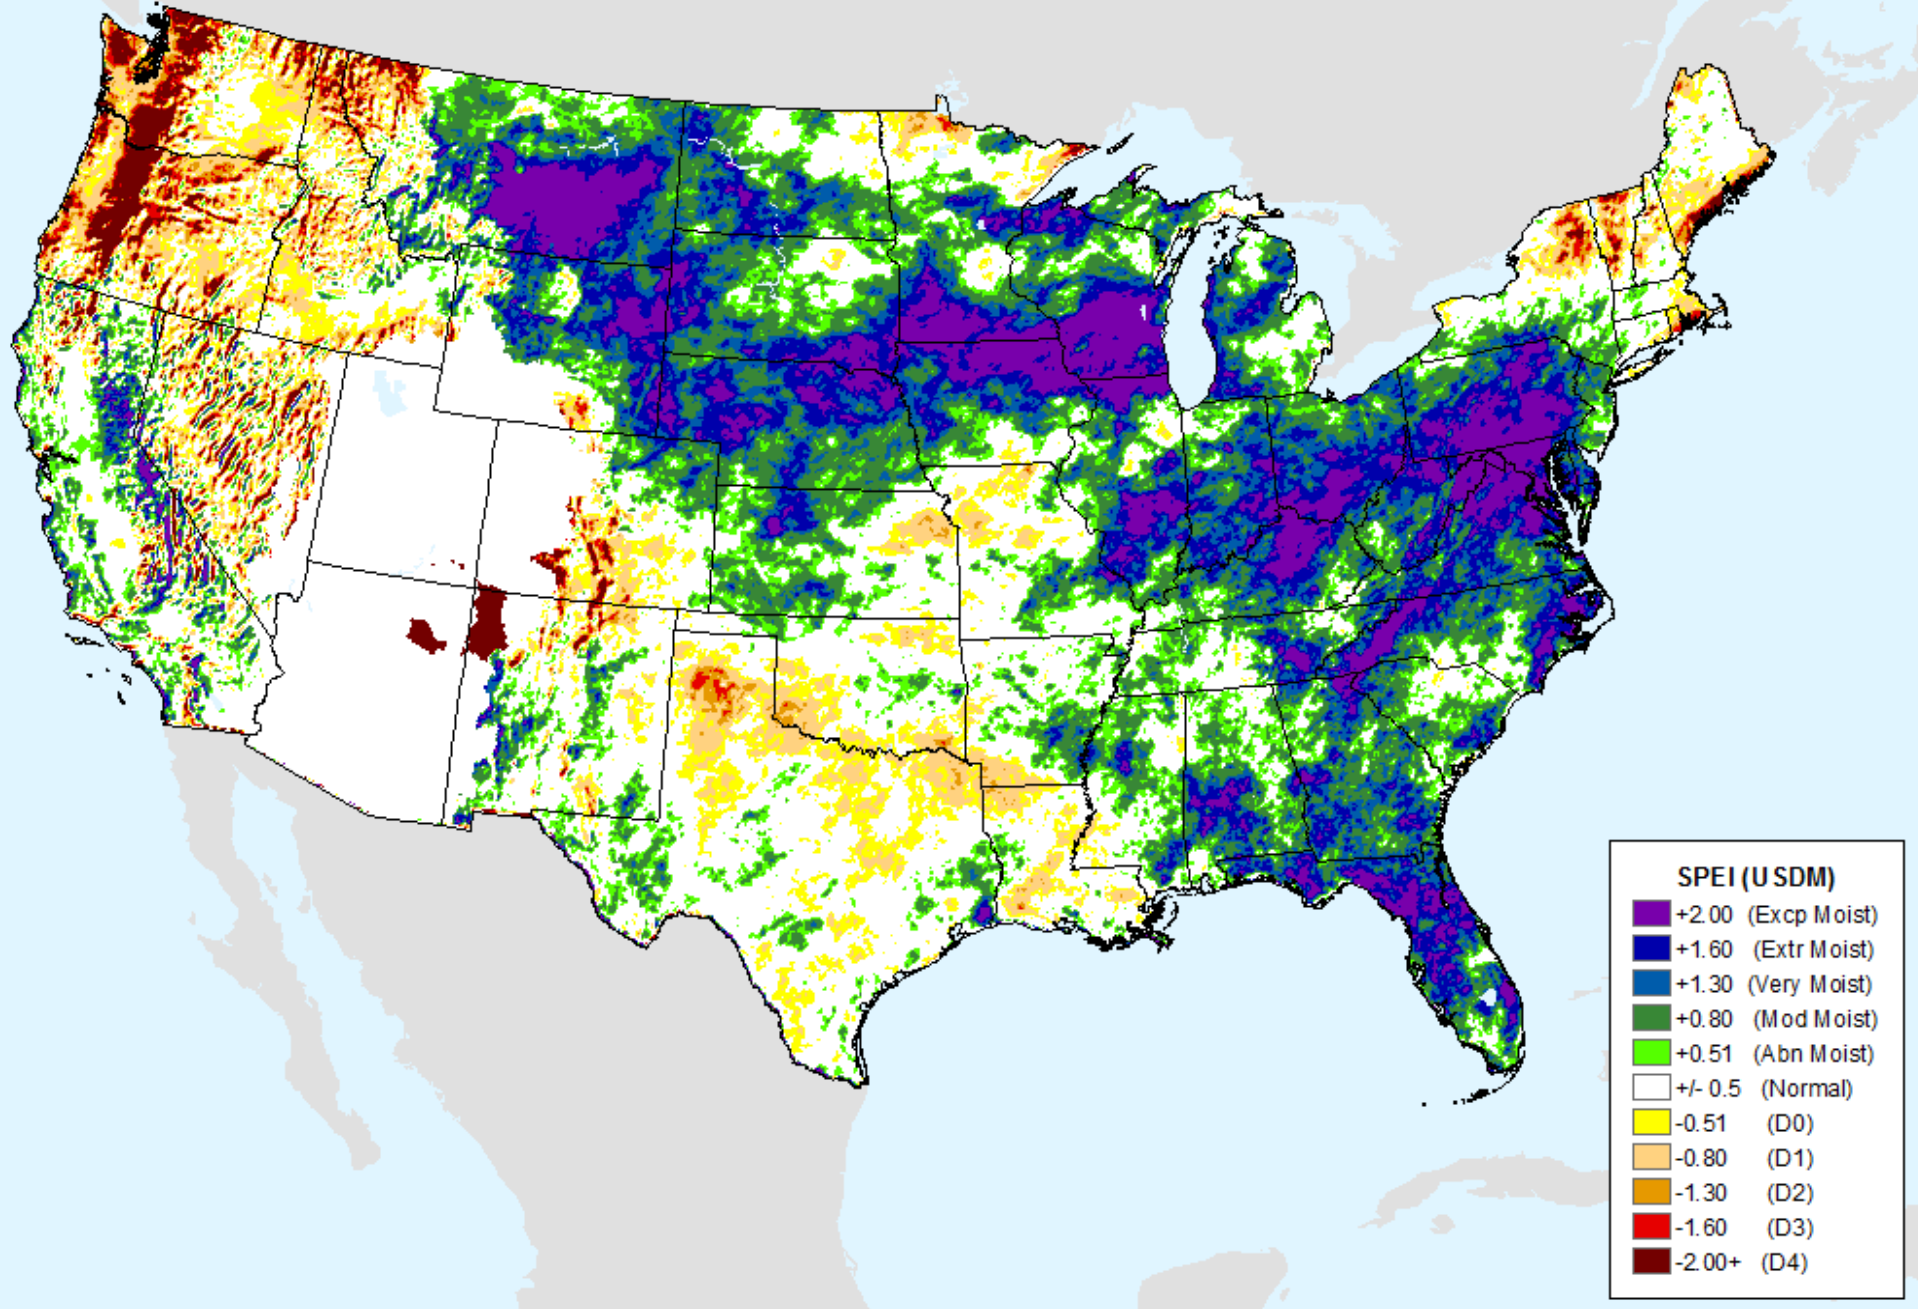 SPEI (USDM)
+2.00 (Excp Moist)
+1.60 (Extr Moist)
+1.30 (Very Moist)
+0.80 (Mod Moist)
+0.51 (Abn Moist)
+/- 0.5 (Normal)
-0.51 (D0)
-0.80 (D1)
-1.30 (D2)
-1.60 (D3)
-2.00+ (D4)